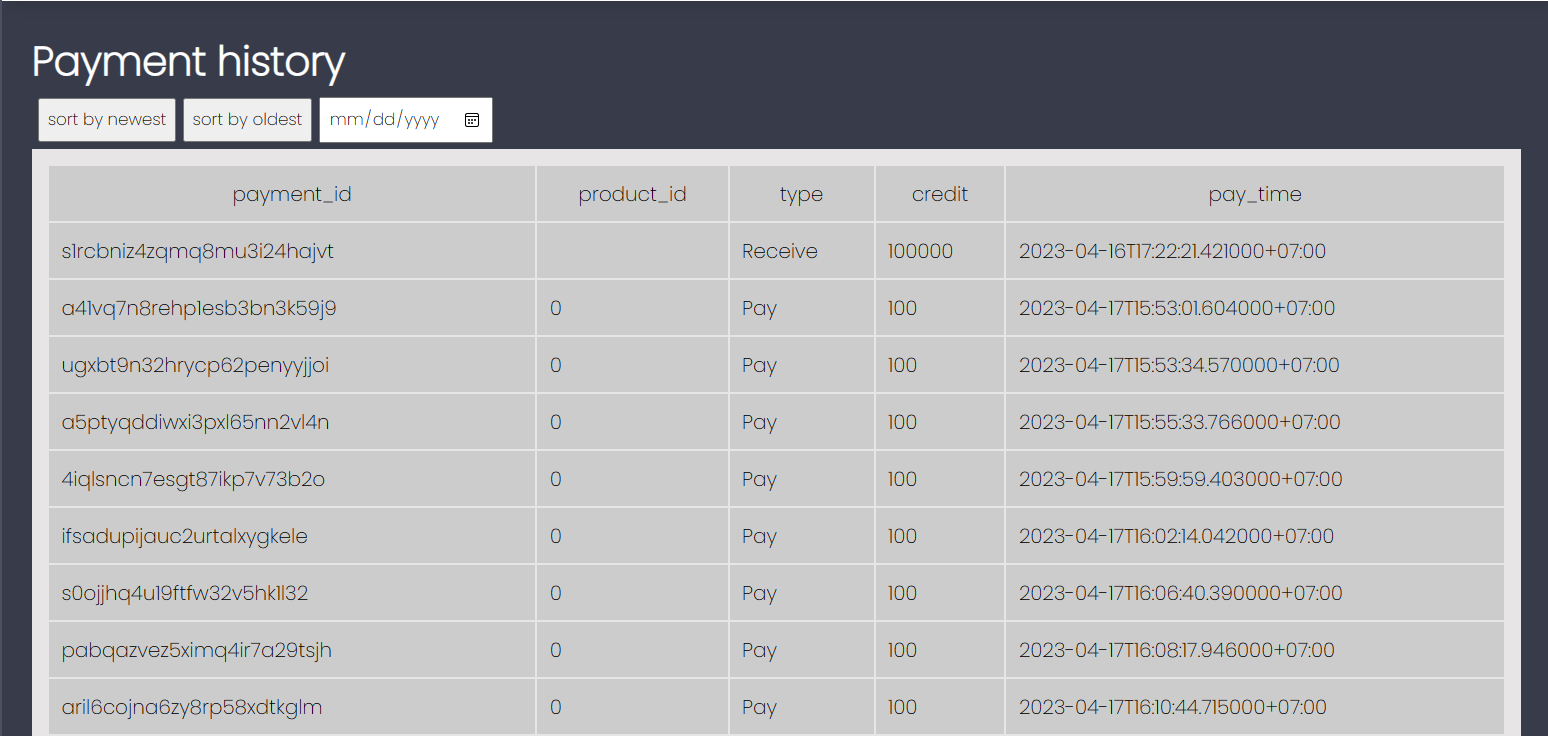 Payment history
sort by newest sort by oldest mm/dd/yyyy
payment_id product_id type credit pay_time
s1rcbniz4zqmq8mu3i24hajvt Receive 100000 2023-04-16T17:22:21.421000+07:00
a41vq7n8rehp1esb3bn3k59j9 0 Pay 100 2023-04-17T15:53:01.604000+07:00
ugxbt9n32hrycp62penyyjjoi 0 Pay 100 2023-04-17T15:53:34.570000+07:00
a5ptyqddiwxi3pxl65nn2vl4n 0 Pay 100 2023-04-17T15:55:33.766000+07:00
4iqlsncn7esgt87ikp7v73b2o 0 Pay 100 2023-04-17T15:59:59.403000+07:00
ifsadupijauc2urtalxygkele 0 Pay 100 2023-04-17T16:02:14.042000+07:00
s0ojjhq4u19ftfw32v5hk1l32 0 Pay 100 2023-04-17T16:06:40.390000+07:00
pabqazvez5ximq4ir7a29tsjh 0 Pay 100 2023-04-17T16:08:17.946000+07:00
aril6cojna6zy8rp58xdtkglm 0 Pay 100 2023-04-17T16:10:44.715000+07:00